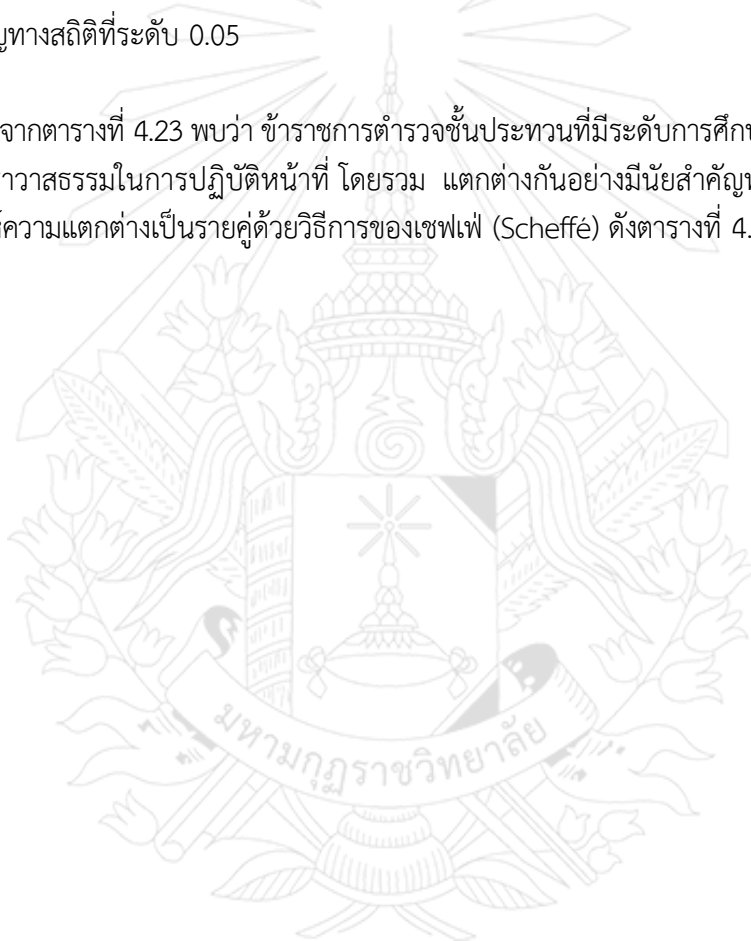 ญทางสถิติที่ระดับ 0.05
จากตารางที่ 4.23 พบว่า ข้าราชการตำรวจชั้นประทวนที่มีระดับการศึกษ
าวาสธรรมในการปฏิบัติหน้าที่ โดยรวม แตกต่างกันอย่างมีนัยสำคัญท
ความแตกต่างเป็นรายคู่ด้วยวิธีการของเชฟเฟ่ (Scheffé) ดังตารางที่ 4.
มหามกุฏราชวิทยาลัย